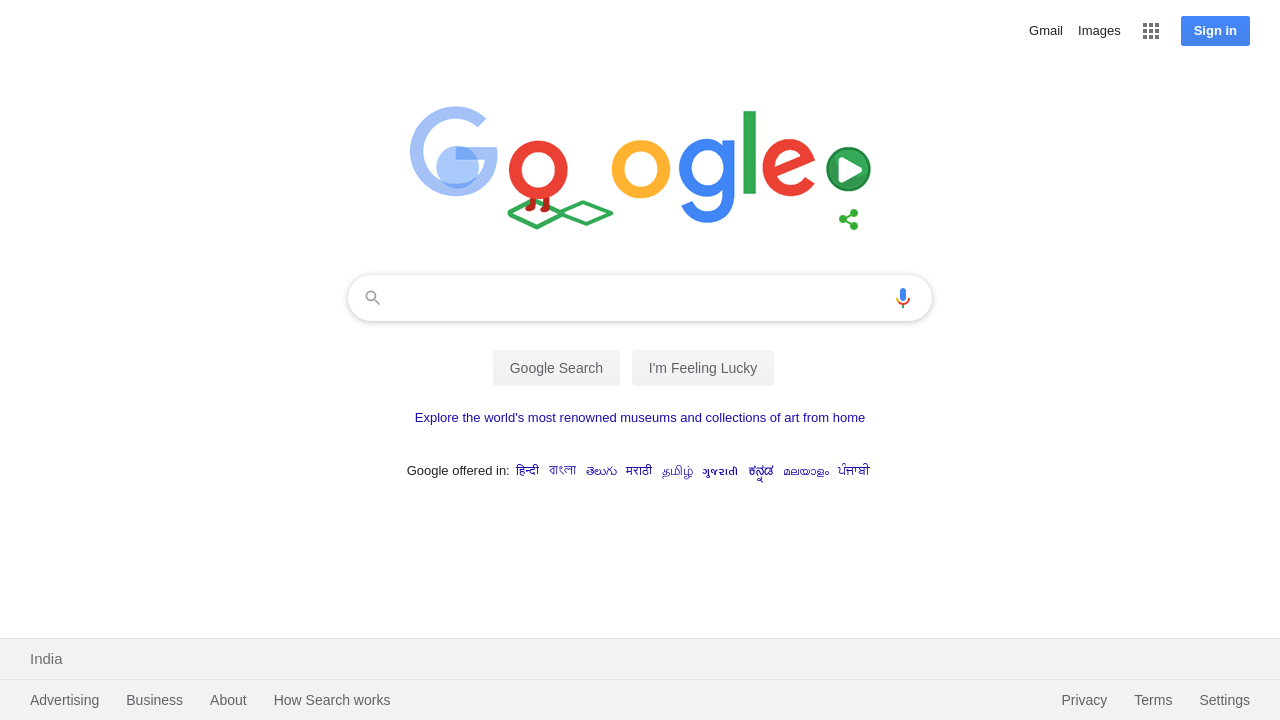 Gmail Images Sign in
Google
Google Search I'm Feeling Lucky
Explore the world's most renowned museums and collections of art from home
Google offered in: हिन्दी বাংলা తెలుగు मराठी தமிழ் ગુજરાતી ಕನ್ನಡ മലയാളം ਪੰਜਾਬੀ
India
Advertising Business About How Search works Privacy Terms Settings